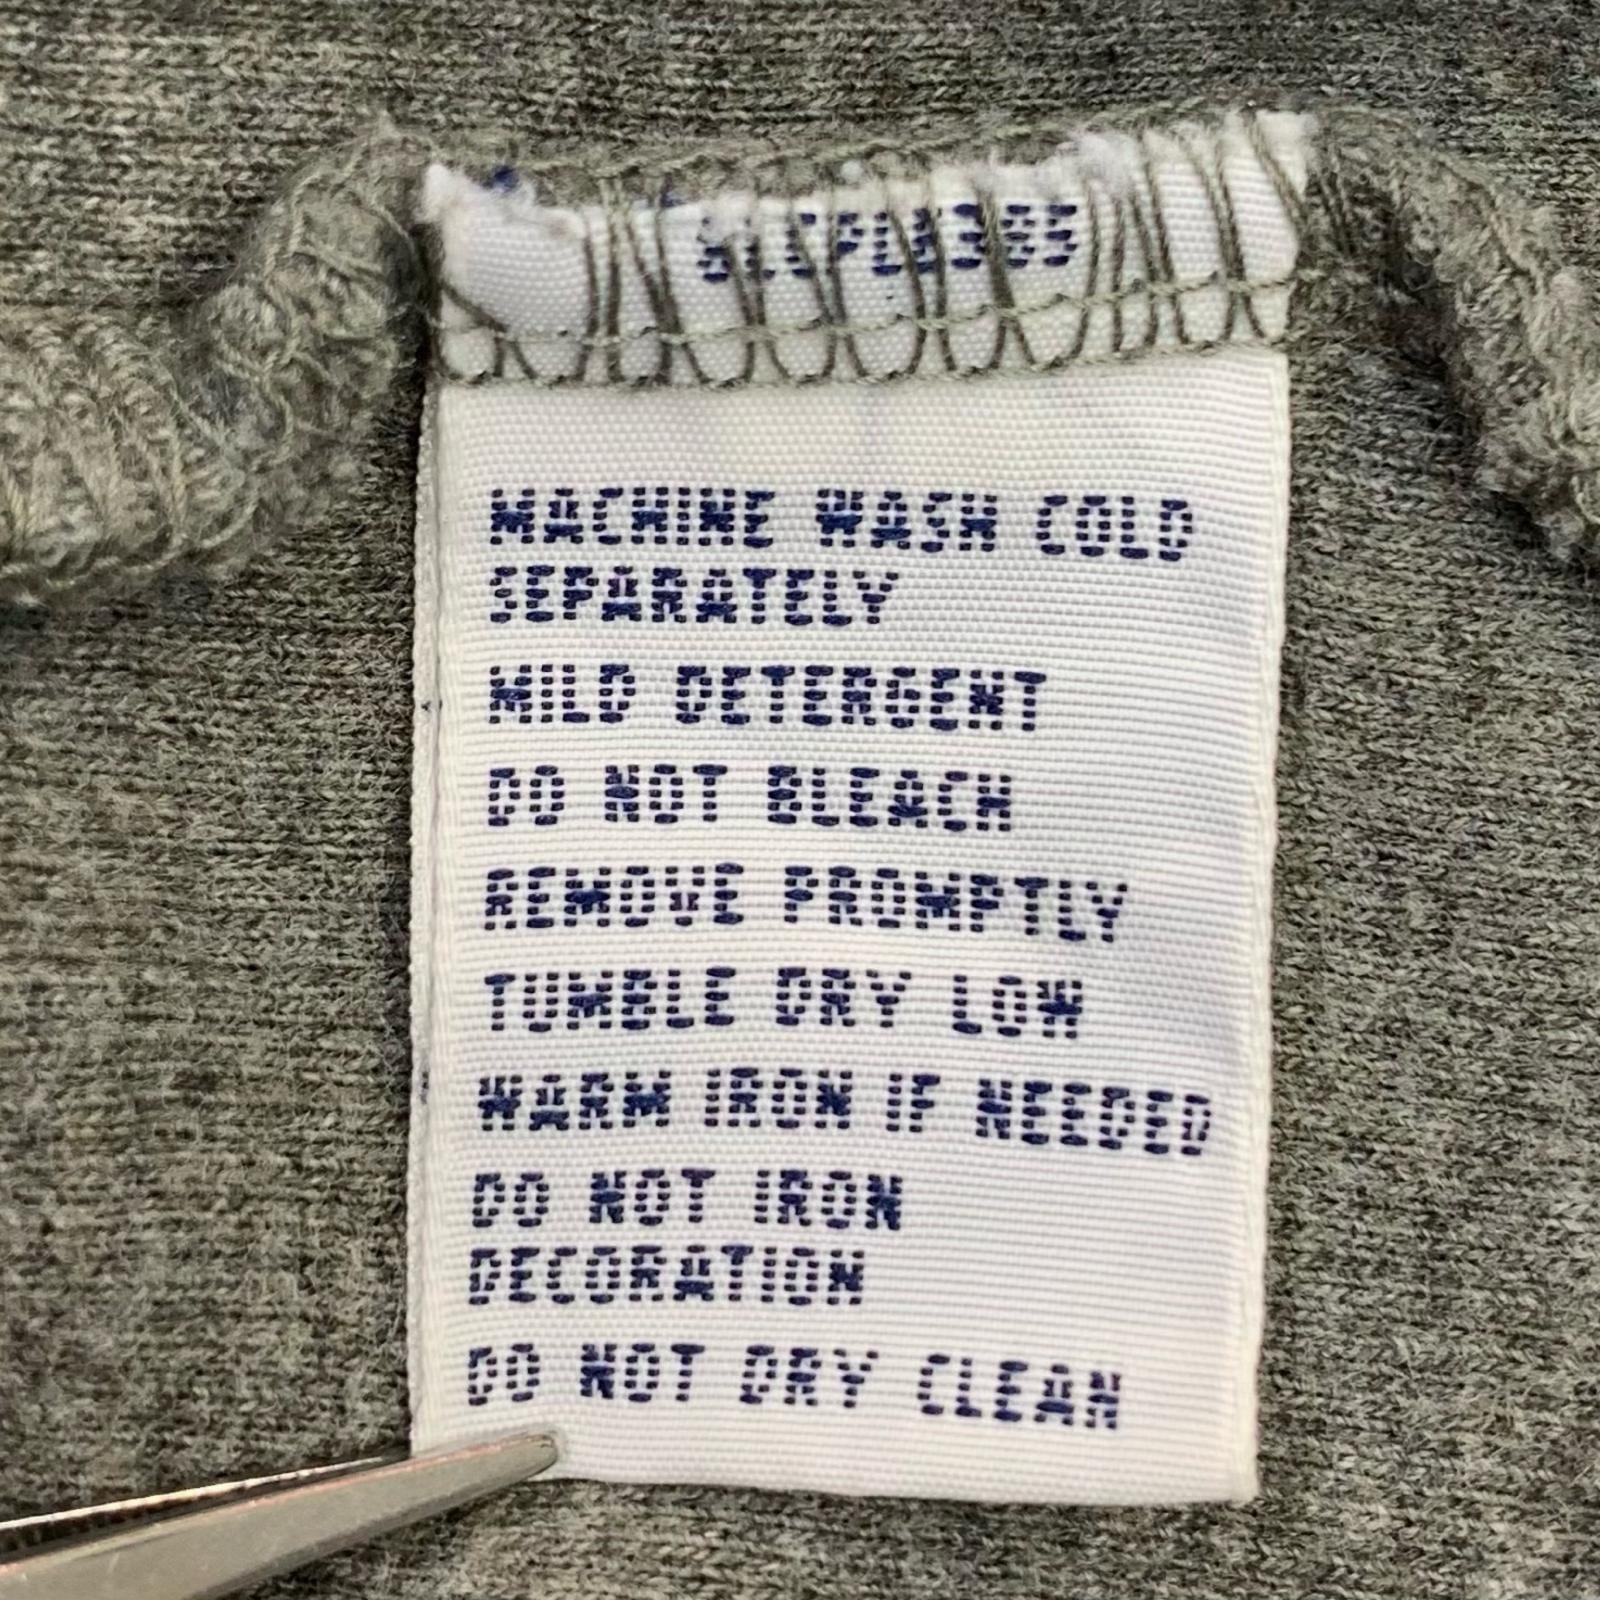 MACHINE WASH COLD
SEPARATELY
MILD DETERGENT
DO NOT BLEACH
REMOVE PROMPTLY
TUMBLE DRY LOW
WARM IRON IF NEEDED
DO NOT IRON
DECORATION
DO NOT DRY CLEAN